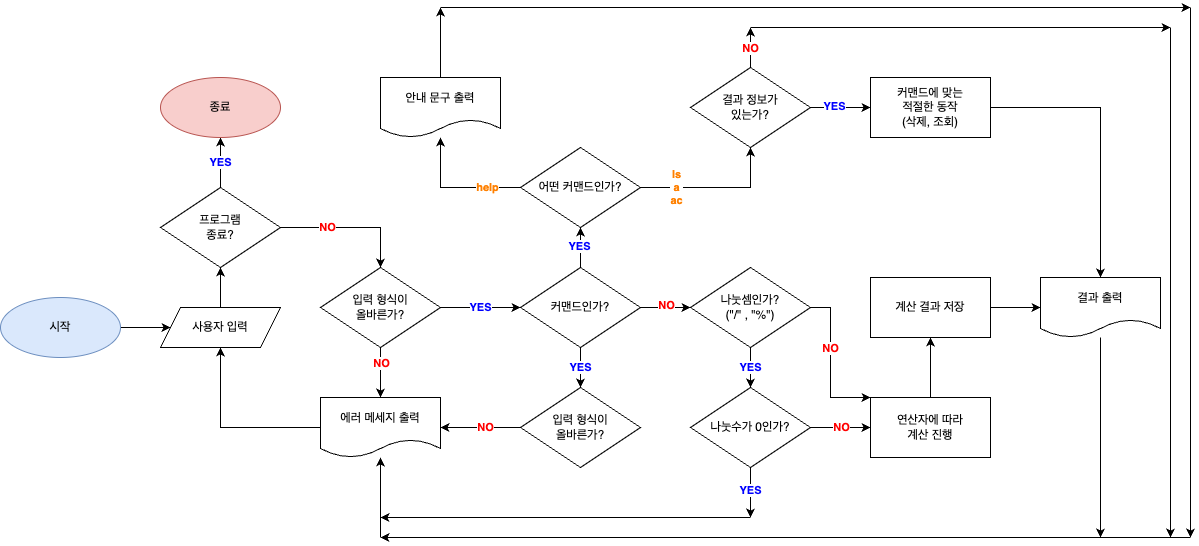 안내 문구 출력
NO
결과 정보가
있는가?
YES
커맨드에 맞는
적절한 동작
(삭제, 조회)
종료
YES
프로그램
종료?
NO
help
어떤 커맨드인가?
ls
a
ac
YES
시작
사용자 입력
입력 형식이
올바른가?
YES
커맨드인가?
NO
나눗셈인가?
("/" , "%")
NO
계산 결과 저장
결과 출력
NO
YES
YES
에러 메세지 출력
NO
입력 형식이
올바른가?
나눗수가 0인가?
NO
연산자에 따라
계산 진행
YES